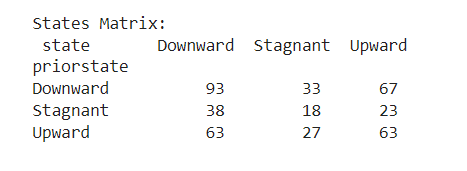 States Matrix:
state Downward Stagnant Upward
priorstate
Downward 93 33 67
Stagnant 38 18 23
Upward 63 27 63